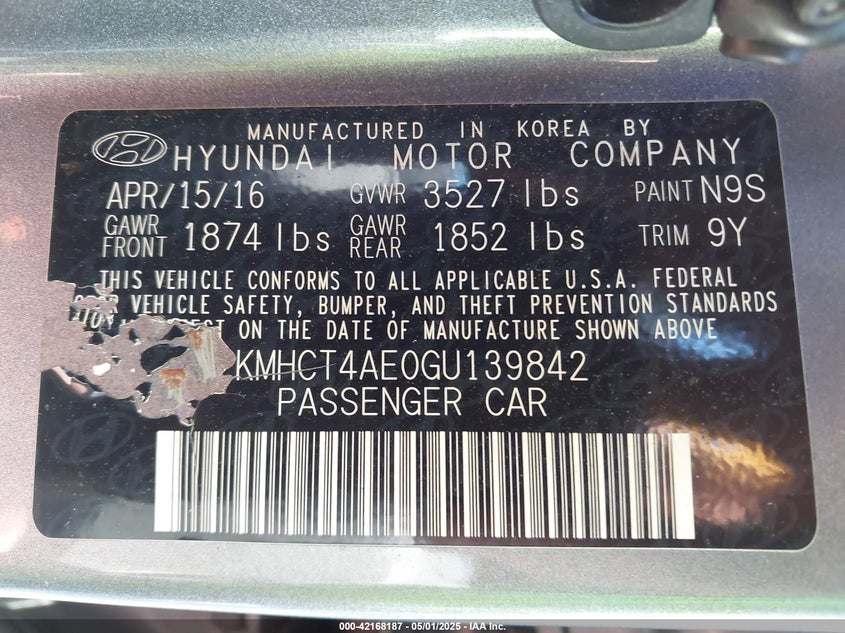 MANUFACTURED IN KOREA BY
HYUNDAI MOTOR COMPANY
APR/15/16 GVWR 3527 lbs PAINT N9S
GAWR FRONT 1874 lbs GAWR REAR 1852 lbs TRIM 9Y
THIS VEHICLE CONFORMS TO ALL APPLICABLE U.S.A. FEDERAL
VEHICLE SAFETY, BUMPER, AND THEFT PREVENTION STANDARDS
ON THE DATE OF MANUFACTURE SHOWN ABOVE
KMHCT4AE0GU139842
PASSENGER CAR
000-42168187 - 05/01/2025 - IAA Inc.